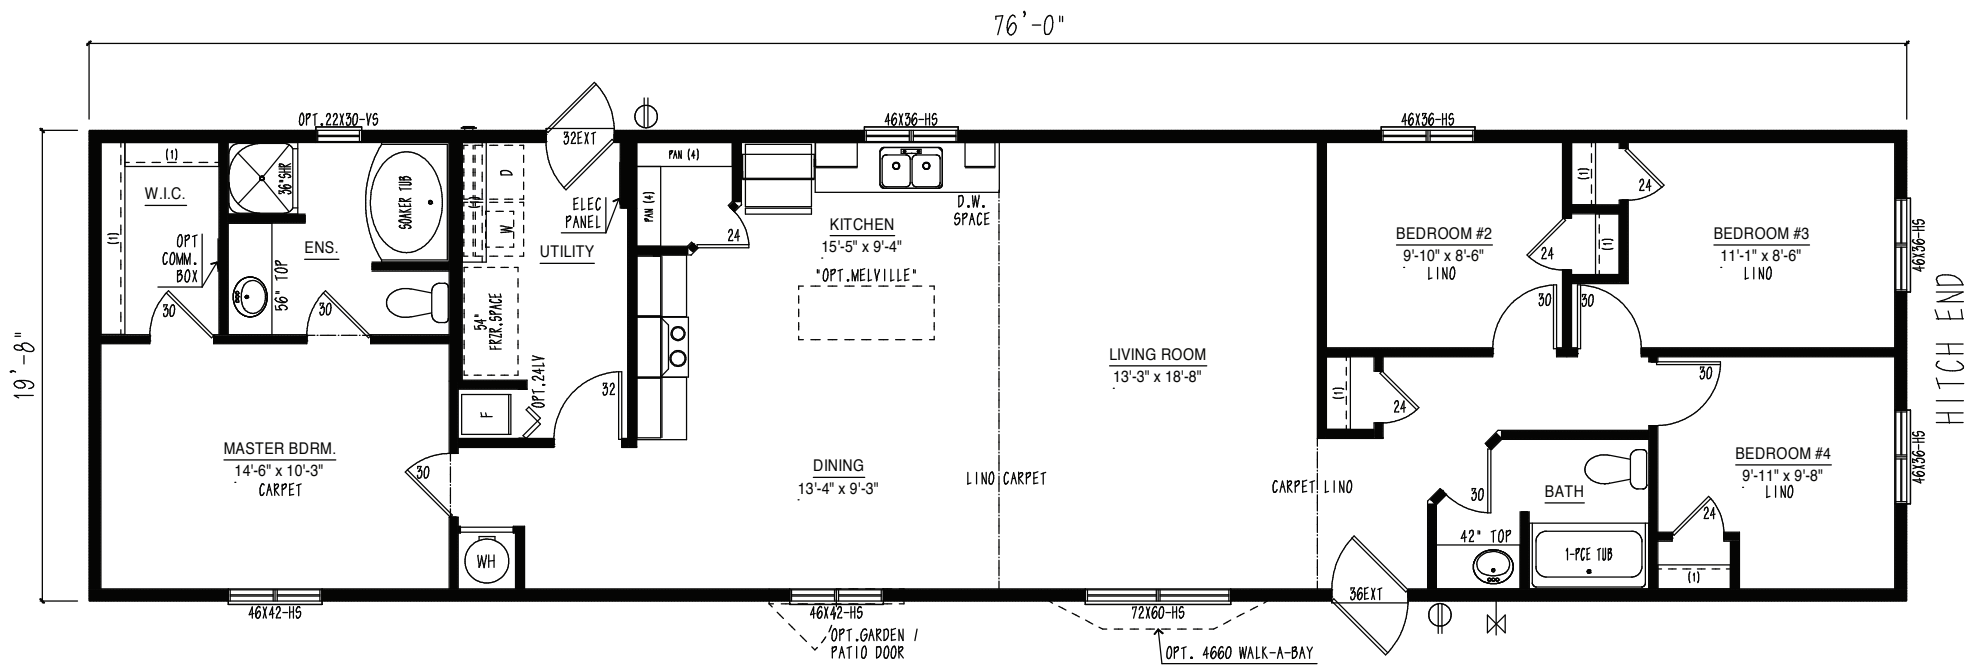 76'-0"
OPT.22X30-VS
32EXT
46X36-HS
46X36-HS
(1)
36"SHR
D
PAN (4)
W.I.C.
SOAKER TUB
(1)
PAN (4)
ELEC
PANEL
D.W.
SPACE
KITCHEN
15'-5" x 9'-4"
"OPT.MELVILLE"
24
(1)
24
(1)
OPT
COMM.
BOX
ENS.
(1)
W
UTILITY
BEDROOM #2
9'-10" x 8'-6"
LINO
24
(1)
BEDROOM #3
11'-1" x 8'-6"
LINO
46X36-HS
56" TOP
30
30
54"
FRZR.SPACE
30
30
HITCH END
19'-8"
LIVING ROOM
13'-3" x 18'-8"
OPT.24LV
32
F
(1)
24
30
MASTER BDRM.
14'-6" x 10'-3"
CARPET
30
DINING
13'-4" x 9'-3"
LINO CARPET
CARPET LINO
30
BATH
BEDROOM #4
9'-11" x 9'-8"
LINO
46X36-HS
24
WH
42" TOP
1-PCE TUB
(1)
36EXT
46X42-HS
46X42-HS
72X60-HS
OPT.GARDEN /
PATIO DOOR
OPT. 4660 WALK-A-BAY